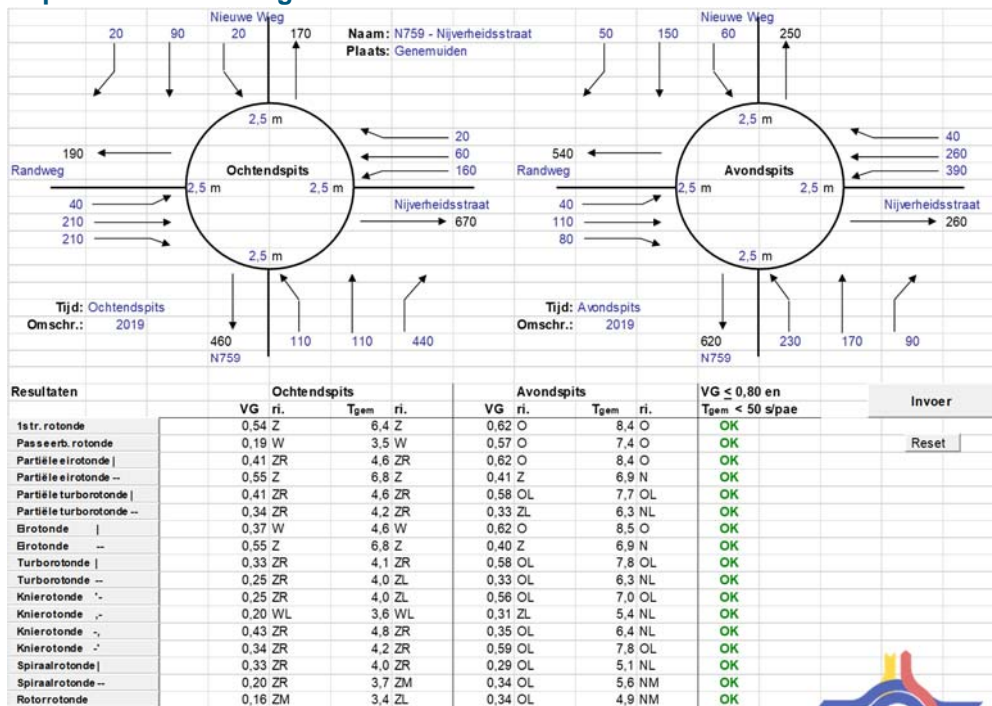 Nieuwe Weg Nieuwe Weg
20 90 20 170 Naam: N759 - Nijverheidsstraat 50 150 60 250
Plaats: Genemuiden
2,5 m 2,5 m
20 40
190 60 540 260
Randweg Ochtendspits 160 Randweg Avondspits 390
2,5 m 2,5 m 2,5 m 2,5 m
40 Nijverheidsstraat 40 Nijverheidsstraat
210 670 110 260
210 80
2,5 m 2,5 m
Tijd: Ochtendspits Tijd: Avondspits
Omschr.: 2019 Omschr.: 2019
460 110 110 440 620 230 170 90
N759 N759
Resultaten Ochtendspits Avondspits VG ≤ 0,80 en Invoer
VG ri. Tgem ri. VG ri. Tgem ri. Tgem < 50 s/pae
1str. rotonde 0,54 Z 6,4 Z 0,62 O 8,4 O OK
Passeerb. rotonde 0,19 W 3,5 W 0,57 O 7,4 O OK Reset
Partiële eirotonde | 0,41 ZR 4,6 ZR 0,62 O 8,4 O OK
Partiële eirotonde -- 0,55 Z 6,8 Z 0,41 Z 6,9 N OK
Partiële turborotonde | 0,41 ZR 4,6 ZR 0,58 OL 7,7 OL OK
Partiële turborotonde -- 0,34 ZR 4,2 ZR 0,33 ZL 6,3 NL OK
Eirotonde | 0,37 W 4,6 W 0,62 O 8,5 O OK
Eirotonde -- 0,55 Z 6,8 Z 0,40 Z 6,9 N OK
Turborotonde | 0,33 ZR 4,1 ZR 0,58 OL 7,8 OL OK
Turborotonde -- 0,25 ZR 4,0 ZL 0,33 OL 6,3 NL OK
Knierotonde '- 0,25 ZR 4,0 ZL 0,56 OL 7,0 OL OK
Knierotonde ,- 0,20 WL 3,6 WL 0,31 ZL 5,4 NL OK
Knierotonde -, 0,43 ZR 4,8 ZR 0,35 OL 6,4 NL OK
Knierotonde -' 0,34 ZR 4,2 ZR 0,59 OL 7,8 OL OK
Spiraalrotonde | 0,33 ZR 4,0 ZR 0,29 OL 5,1 NL OK
Spiraalrotonde -- 0,20 ZR 3,7 ZM 0,34 OL 5,6 NM OK
Rotorrotonde 0,16 ZM 3,4 ZL 0,34 OL 4,9 NM OK